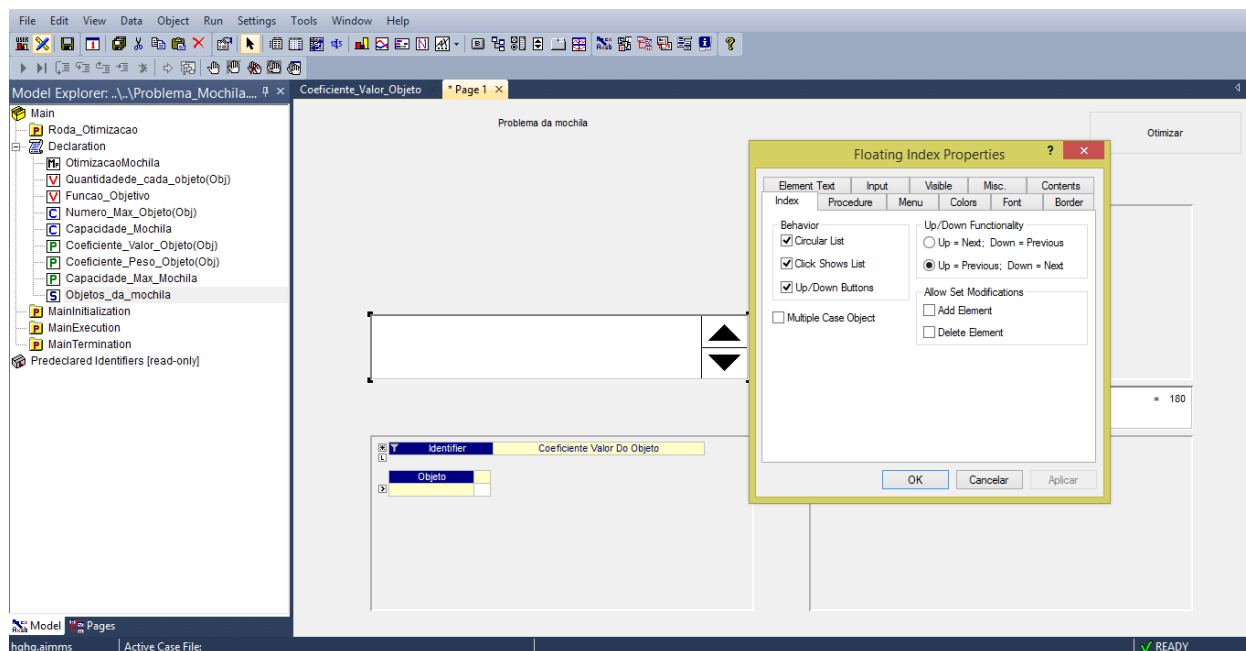 File Edit View Data Object Run Settings Tools Window Help
Model Explorer: ..\..\Problema_Mochila....
Coeficiente_Valor_Objeto
* Page 1
Main
Roda_Otimizacao
Declaration
OtimizacaoMochila
Quantidadede_cada_objeto(Obj)
Funcao_Objetivo
Numero_Max_Objeto(Obj)
Capacidade_Mochila
Coeficiente_Valor_Objeto(Obj)
Coeficiente_Peso_Objeto(Obj)
Capacidade_Max_Mochila
Objetos_da_mochila
MainInitialization
MainExecution
MainTermination
Predeclared Identifiers [read-only]
Problema da mochila
Otimizar
Floating Index Properties
Element Text Input Visible Misc. Contents
Index Procedure Menu Colors Font Border
Behavior
Circular List
Click Shows List
Up/Down Buttons
Multiple Case Object
Up/Down Functionality
Up = Next; Down = Previous
Up = Previous; Down = Next
Allow Set Modifications
Add Element
Delete Element
OK Cancelar Aplicar
= 180
Identifier Coeficiente Valor Do Objeto
Objeto
Model Pages
hghg.aimms Active Case File: READY